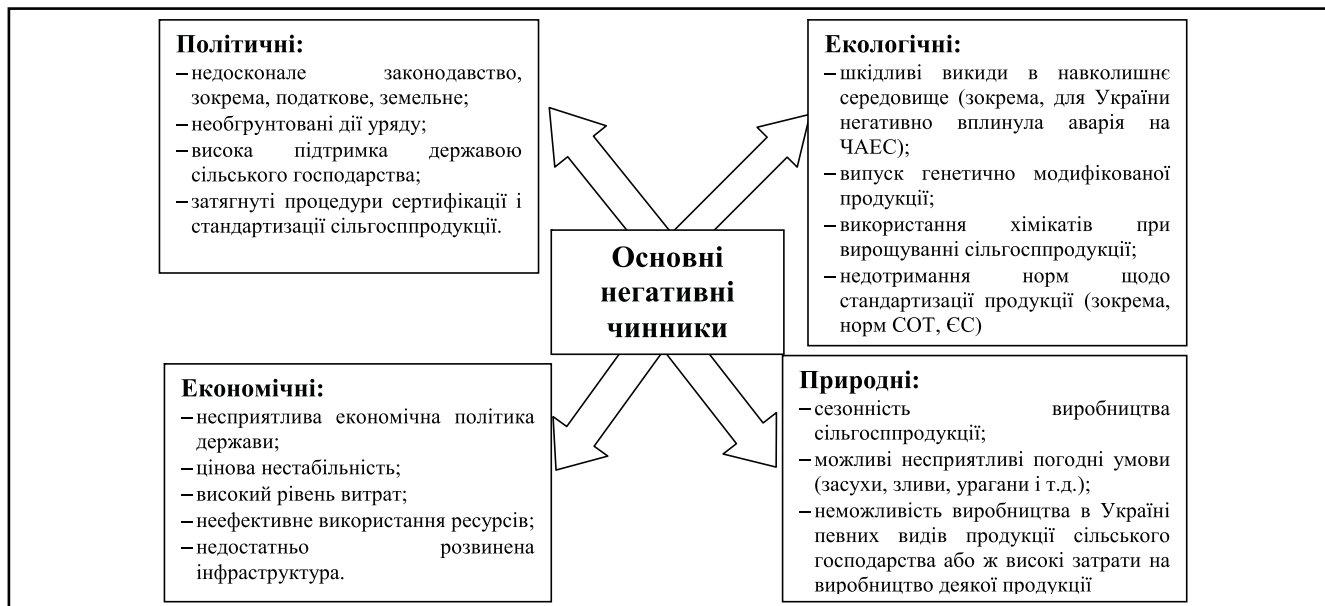 Політичні:
– недосконале законодавство,
зокрема, податкове, земельне;
– необгрунтовані дії уряду;
– висока підтримка державою
сільського господарства;
– затягнуті процедури сертифікації і
стандартизації сільгосппродукції.
Екологічні:
– шкідливі викиди в навколишнє
середовище (зокрема, для України
негативно вплинула аварія на
ЧАЕС);
– випуск генетично модифікованої
продукції;
– використання хімікатів при
вирощуванні сільгосппродукції;
– недотримання норм щодо
стандартизації продукції (зокрема,
норм СОТ, ЄС)
Основні
негативні
чинники
Економічні:
– несприятлива економічна політика
держави;
– цінова нестабільність;
– високий рівень витрат;
– неефективне використання ресурсів;
– недостатньо розвинена
інфраструктура.
Природні:
– сезонність виробництва
сільгосппродукції;
– можливі несприятливі погодні умови
(засухи, зливи, урагани і т.д.);
– неможливість виробництва в Україні
певних видів продукції сільського
господарства або ж високі затрати на
виробництво деякої продукції